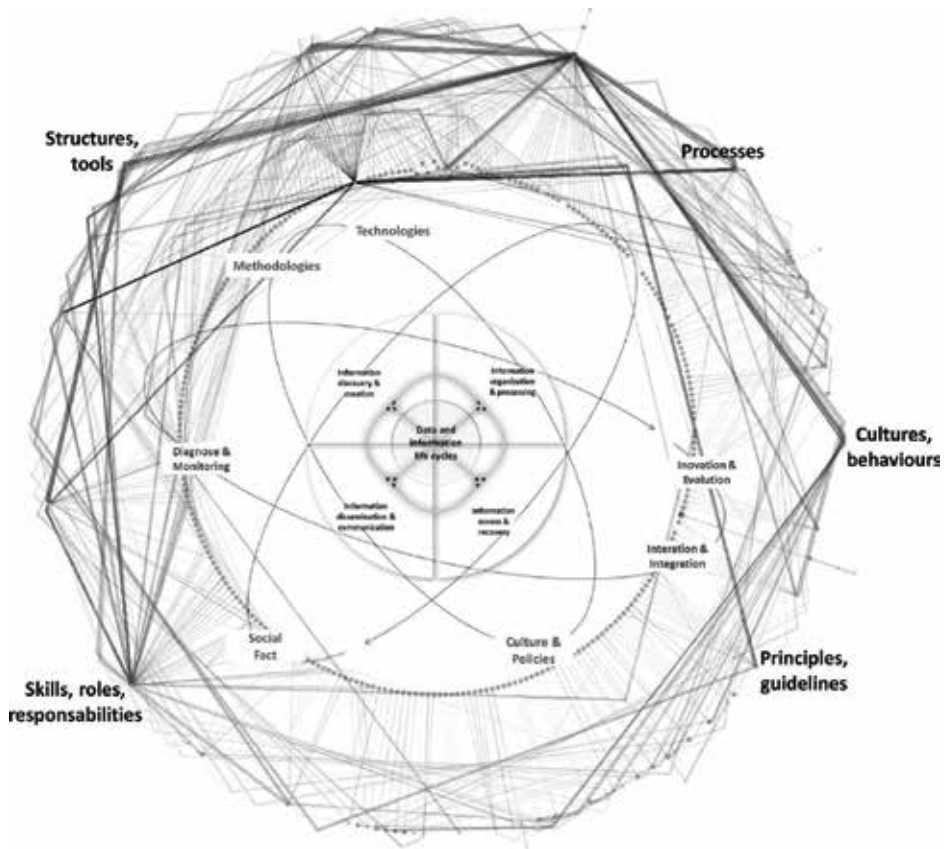 Structures,
tools
Processes
Technologies
Methodologies
Information
discovery &
creation
Information
organization
& processing
Data and
information
life cycles
Cultures,
behaviours
Diagnose &
Monitoring
Inovation &
Evolution
Information
dissemination &
communication
Information
access &
recovery
Interation &
Integration
Social
Fact
Culture &
Policies
Principles,
guidelines
Skills, roles,
responsabilities